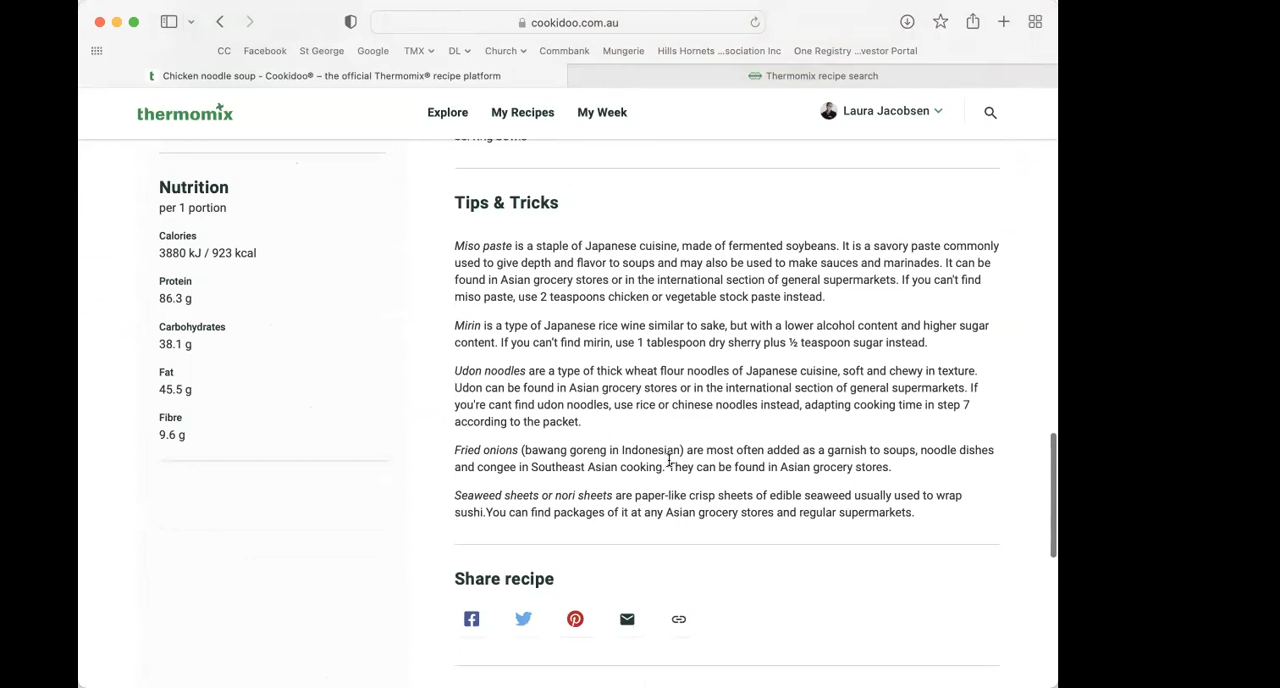 cookidoo.com.au
CC Facebook St George Google TMX DL Church Commbank Mungerie Hills Hornets ...sociation Inc One Registry ...vestor Portal
t Chicken noodle soup - Cookidoo® – the official Thermomix® recipe platform
Thermomix recipe search
thermomix
Explore My Recipes My Week
Laura Jacobsen
serving bowls
Nutrition
per 1 portion
Calories
3880 kJ / 923 kcal
Protein
86.3 g
Carbohydrates
38.1 g
Fat
45.5 g
Fibre
9.6 g
Tips & Tricks
Miso paste is a staple of Japanese cuisine, made of fermented soybeans. It is a savory paste commonly
used to give depth and flavor to soups and may also be used to make sauces and marinades. It can be
found in Asian grocery stores or in the international section of general supermarkets. If you can't find
miso paste, use 2 teaspoons chicken or vegetable stock paste instead.
Mirin is a type of Japanese rice wine similar to sake, but with a lower alcohol content and higher sugar
content. If you can't find mirin, use 1 tablespoon dry sherry plus ½ teaspoon sugar instead.
Udon noodles are a type of thick wheat flour noodles of Japanese cuisine, soft and chewy in texture.
Udon can be found in Asian grocery stores or in the international section of general supermarkets. If
you're cant find udon noodles, use rice or chinese noodles instead, adapting cooking time in step 7
according to the packet.
Fried onions (bawang goreng in Indonesian) are most often added as a garnish to soups, noodle dishes
and congee in Southeast Asian cooking. They can be found in Asian grocery stores.
Seaweed sheets or nori sheets are paper-like crisp sheets of edible seaweed usually used to wrap
sushi.You can find packages of it at any Asian grocery stores and regular supermarkets.
Share recipe